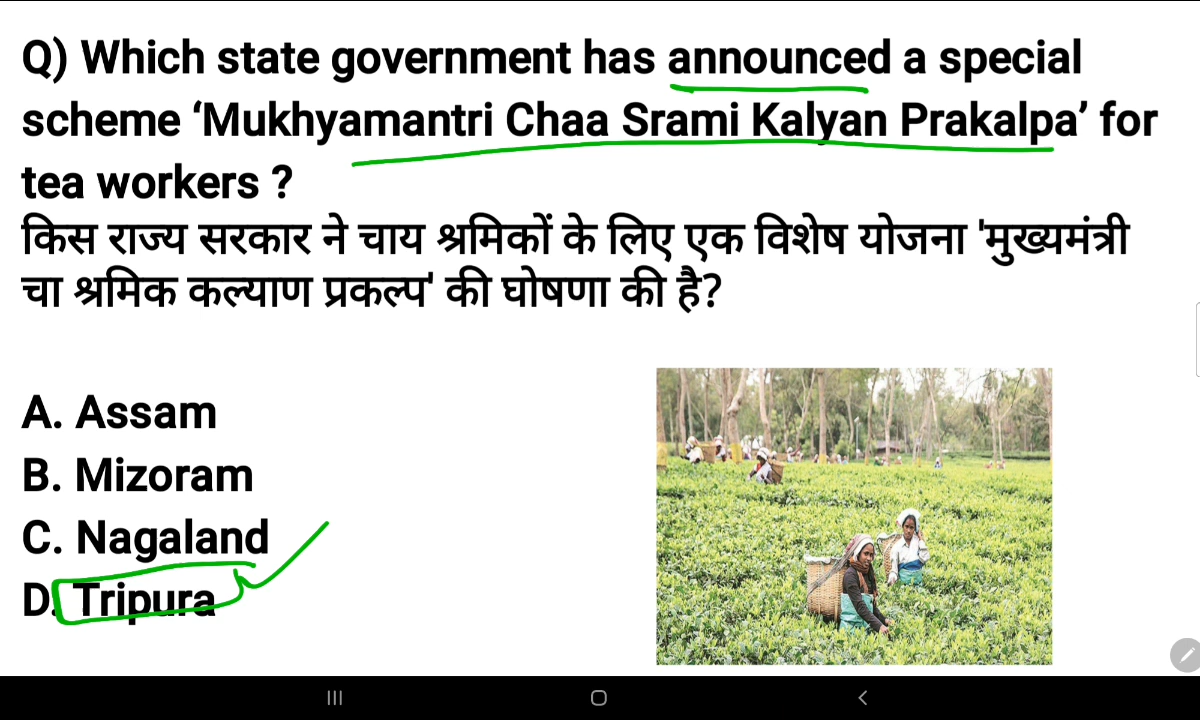 Q) Which state government has announced a special
scheme ‘Mukhyamantri Chaa Srami Kalyan Prakalpa’ for
tea workers ?
किस राज्य सरकार ने चाय श्रमिकों के लिए एक विशेष योजना 'मुख्यमंत्री
चा श्रमिक कल्याण प्रकल्प' की घोषणा की है?
A. Assam
B. Mizoram
C. Nagaland
D. Tripura